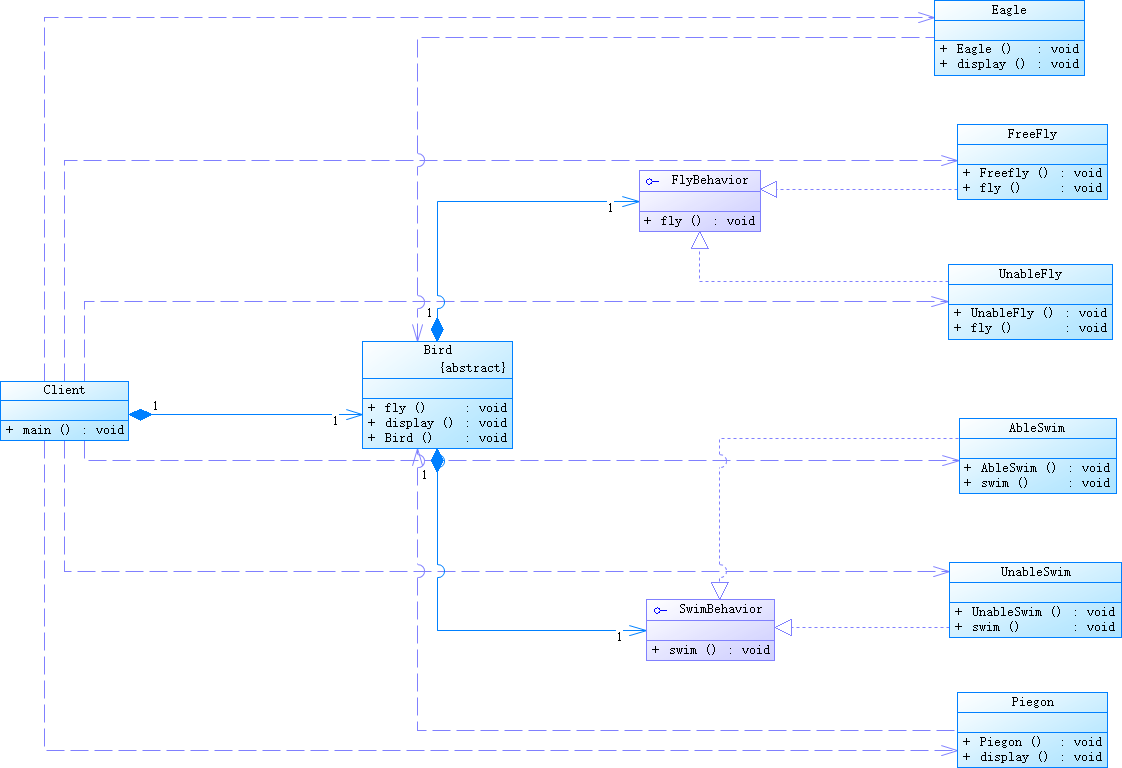 Eagle
+ Eagle () : void
+ display () : void
FreeFly
+ Freefly () : void
+ fly () : void
FlyBehavior
+ fly () : void
1
UnableFly
+ UnableFly () : void
+ fly () : void
1
Bird
{abstract}
+ fly () : void
+ display () : void
+ Bird () : void
Client
+ main () : void
1
1
1
AbleSwim
+ AbleSwim () : void
+ swim () : void
UnableSwim
+ UnableSwim () : void
+ swim () : void
SwimBehavior
+ swim () : void
1
Piegon
+ Piegon () : void
+ display () : void